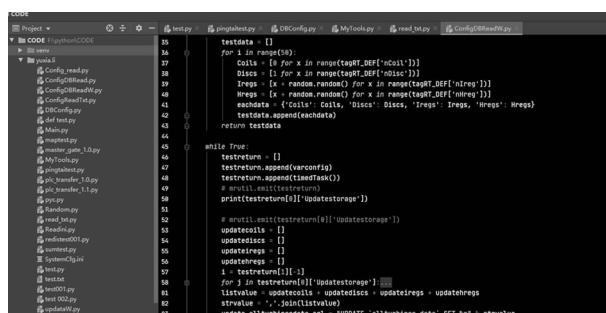 CODE
Project
test.py
pingtaitest.py
DBConfig.py
MyTools.py
read_txt.py
ConfigDBReadW.py
CODE F:\python\CODE
venv
yuxia.li
Config_read.py
ConfigDBRead.py
ConfigDBReadW.py
ConfigReadTxt.py
DBConfig.py
def test.py
Main.py
maptest.py
master_gate_1.0.py
MyTools.py
pingtaitest.py
plc_transfer_1.0.py
plc_transfer_1.1.py
pyc.py
Random.py
read_txt.py
Readini.py
redistest001.py
sumtest.py
SystemCfg.ini
test.py
test.txt
test001.py
test 002.py
updataW.py
35 testdata = []
36 for i in range(50):
37 Coils = [0 for x in range(tagRT_DEF['nCoil'])]
38 Discs = [1 for x in range(tagRT_DEF['nDisc'])]
39 Iregs = [x + random.random() for x in range(tagRT_DEF['nIreg'])]
40 Hregs = [x + random.random() for x in range(tagRT_DEF['nHreg'])]
41 eachdata = {'Coils': Coils, 'Discs': Discs, 'Iregs': Iregs, 'Hregs': Hregs}
42 testdata.append(eachdata)
43 return testdata
44
45 while True:
46 testreturn = []
47 testreturn.append(varconfig)
48 testreturn.append(timedTask())
49 # mrutil.emit(testreturn)
50 print(testreturn[0]['Updatestorage'])
51
52 # mrutil.emit(testreturn[0]['Updatestorage'])
53 updatecoils = []
54 updatediscs = []
55 updateiregs = []
56 updatehregs = []
57 i = testreturn[1][-1]
58 for j in testreturn[0]['Updatestorage']:...
81 listvalue = updatecoils + updatediscs + updateiregs + updatehregs
82 strvalue = ','.join(listvalue)